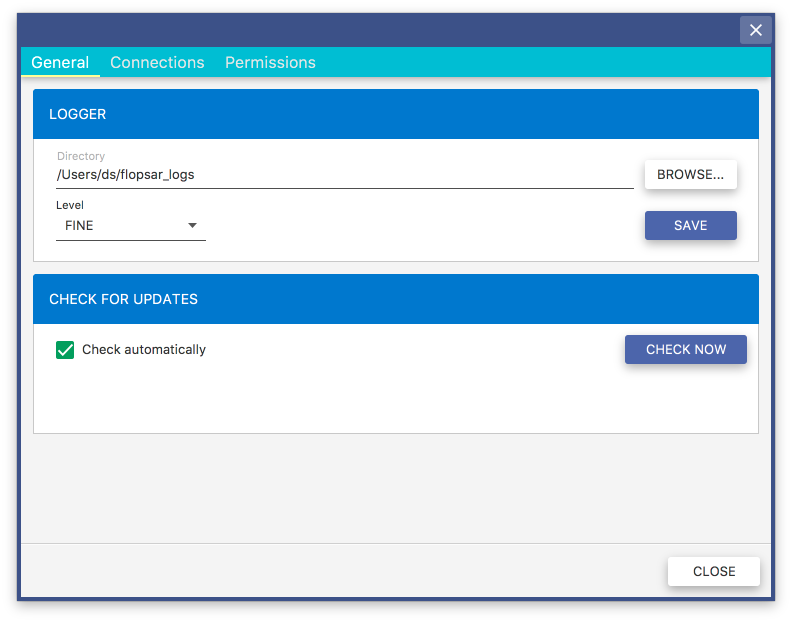 General Connections Permissions
LOGGER
Directory
/Users/ds/flopsar_logs
BROWSE...
Level
FINE
SAVE
CHECK FOR UPDATES
Check automatically
CHECK NOW
CLOSE